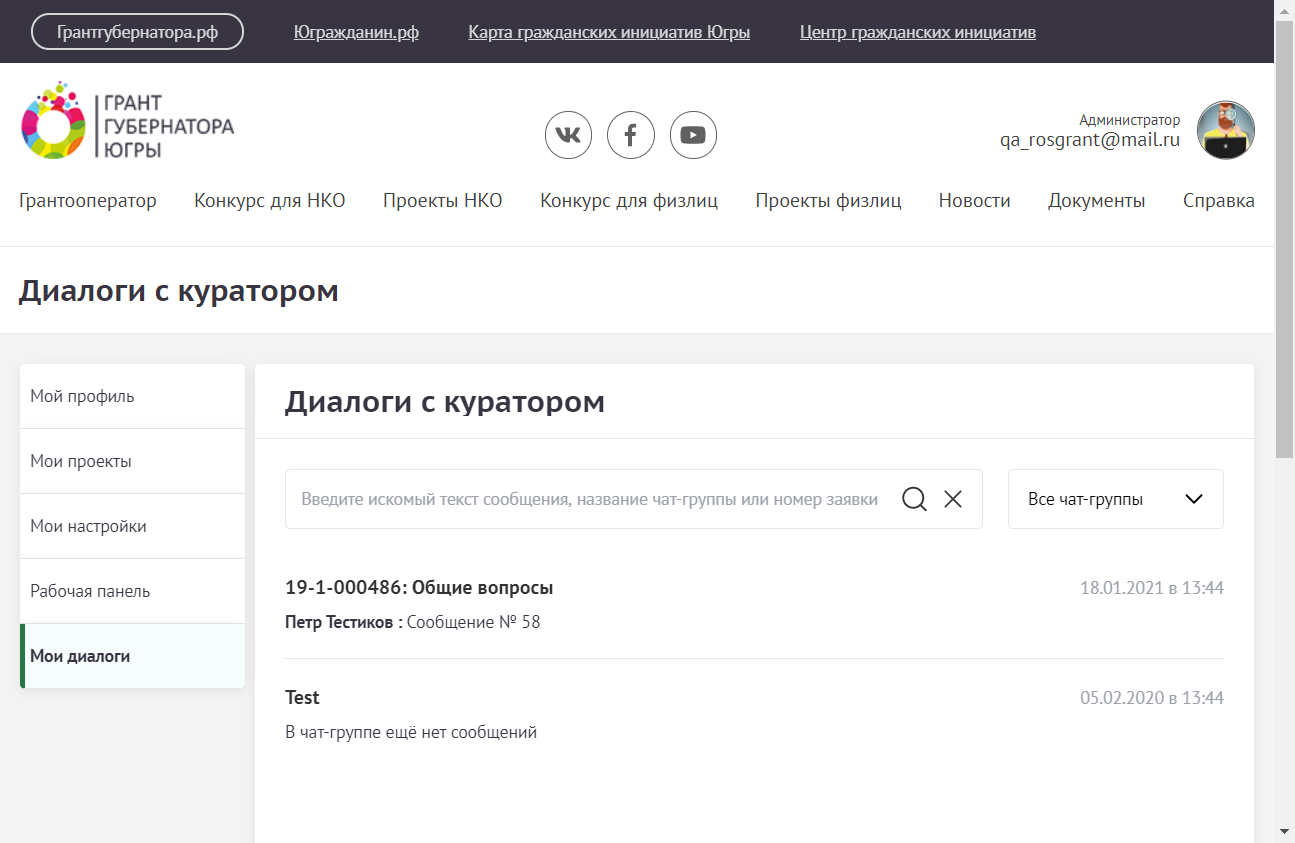 Грантгубернатора.рф Югражданин.рф Карта гражданских инициатив Югры Центр гражданских инициатив
ГРАНТ
ГУБЕРНАТОРА
ЮГРЫ
Администратор
qa_rosgrant@mail.ru
Грантооператор Конкурс для НКО Проекты НКО Конкурс для физлиц Проекты физлиц Новости Документы Справка
Диалоги с куратором
Мой профиль
Мои проекты
Мои настройки
Рабочая панель
Мои диалоги
Диалоги с куратором
Введите искомый текст сообщения, название чат-группы или номер заявки
Все чат-группы
19-1-000486: Общие вопросы 18.01.2021 в 13:44
Петр Тестиков : Сообщение № 58
Test 05.02.2020 в 13:44
В чат-группе ещё нет сообщений